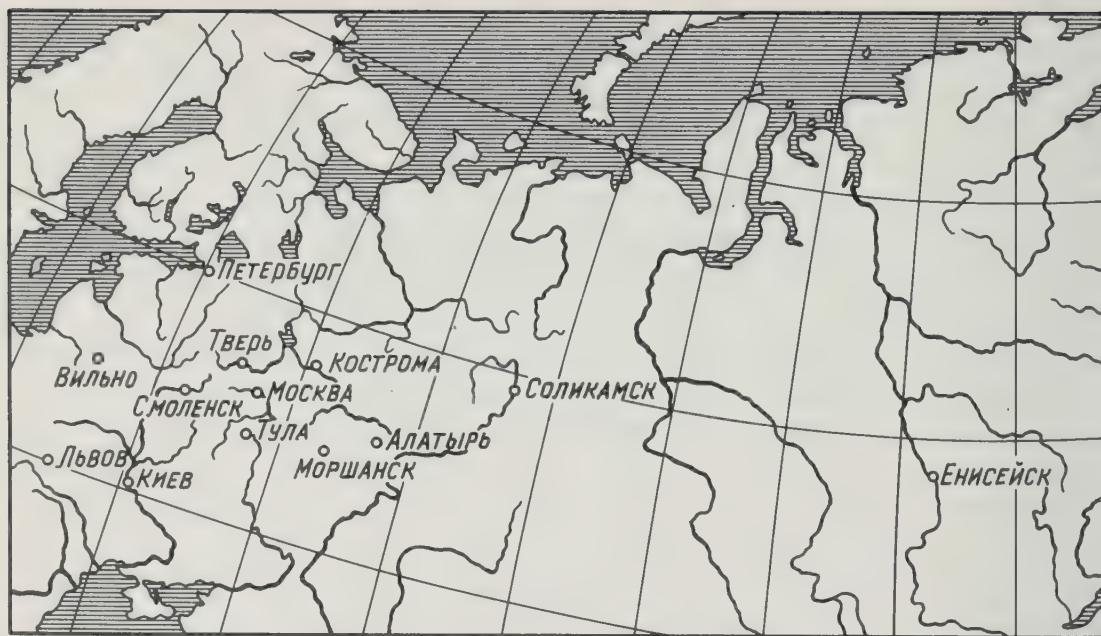 Петербург
Тверь
Кострома
Вильно
Москва
Смоленск
Соликамск
Тула
Алатырь
Львов
Моршанск
Киев
Енисейск